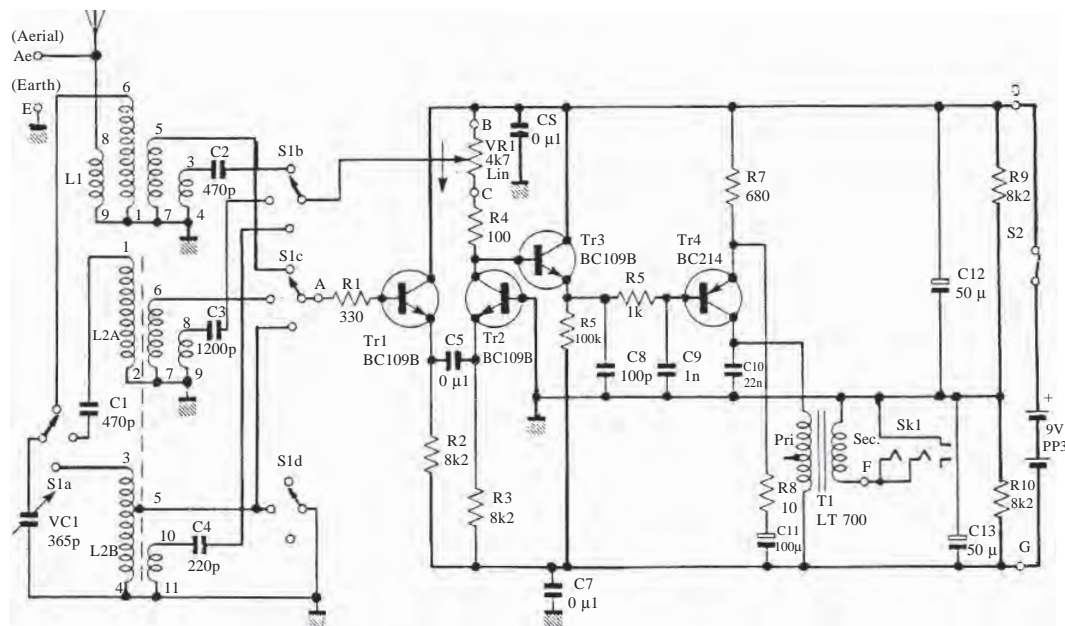 (Aerial)
Ae
(Earth)
E
6
5
8
3
C2
470p
S1b
L1
9
1
7
4
1
S1c
A
R1
330
6
8
C3
1200p
L2A
2
7
9
C1
470p
S1a
VC1
365p
3
5
S1d
10
C4
220p
L2B
4
11
B
VR1
4k7
Lin
C
CS
0 µ1
R4
100
Tr3
BC109B
Tr1
BC109B
C5
0 µ1
Tr2
BC109B
R2
8k2
R3
8k2
R5
1k
R5
100k
C8
100p
C9
1n
R7
680
Tr4
BC214
C10
22n
C7
0 µ1
Pri
Sec.
F
Sk1
R8
10
C11
100µ
T1
LT 700
C12
50 µ
C13
50 µ
R9
8k2
S2
+
9V
PP3
R10
8k2
G